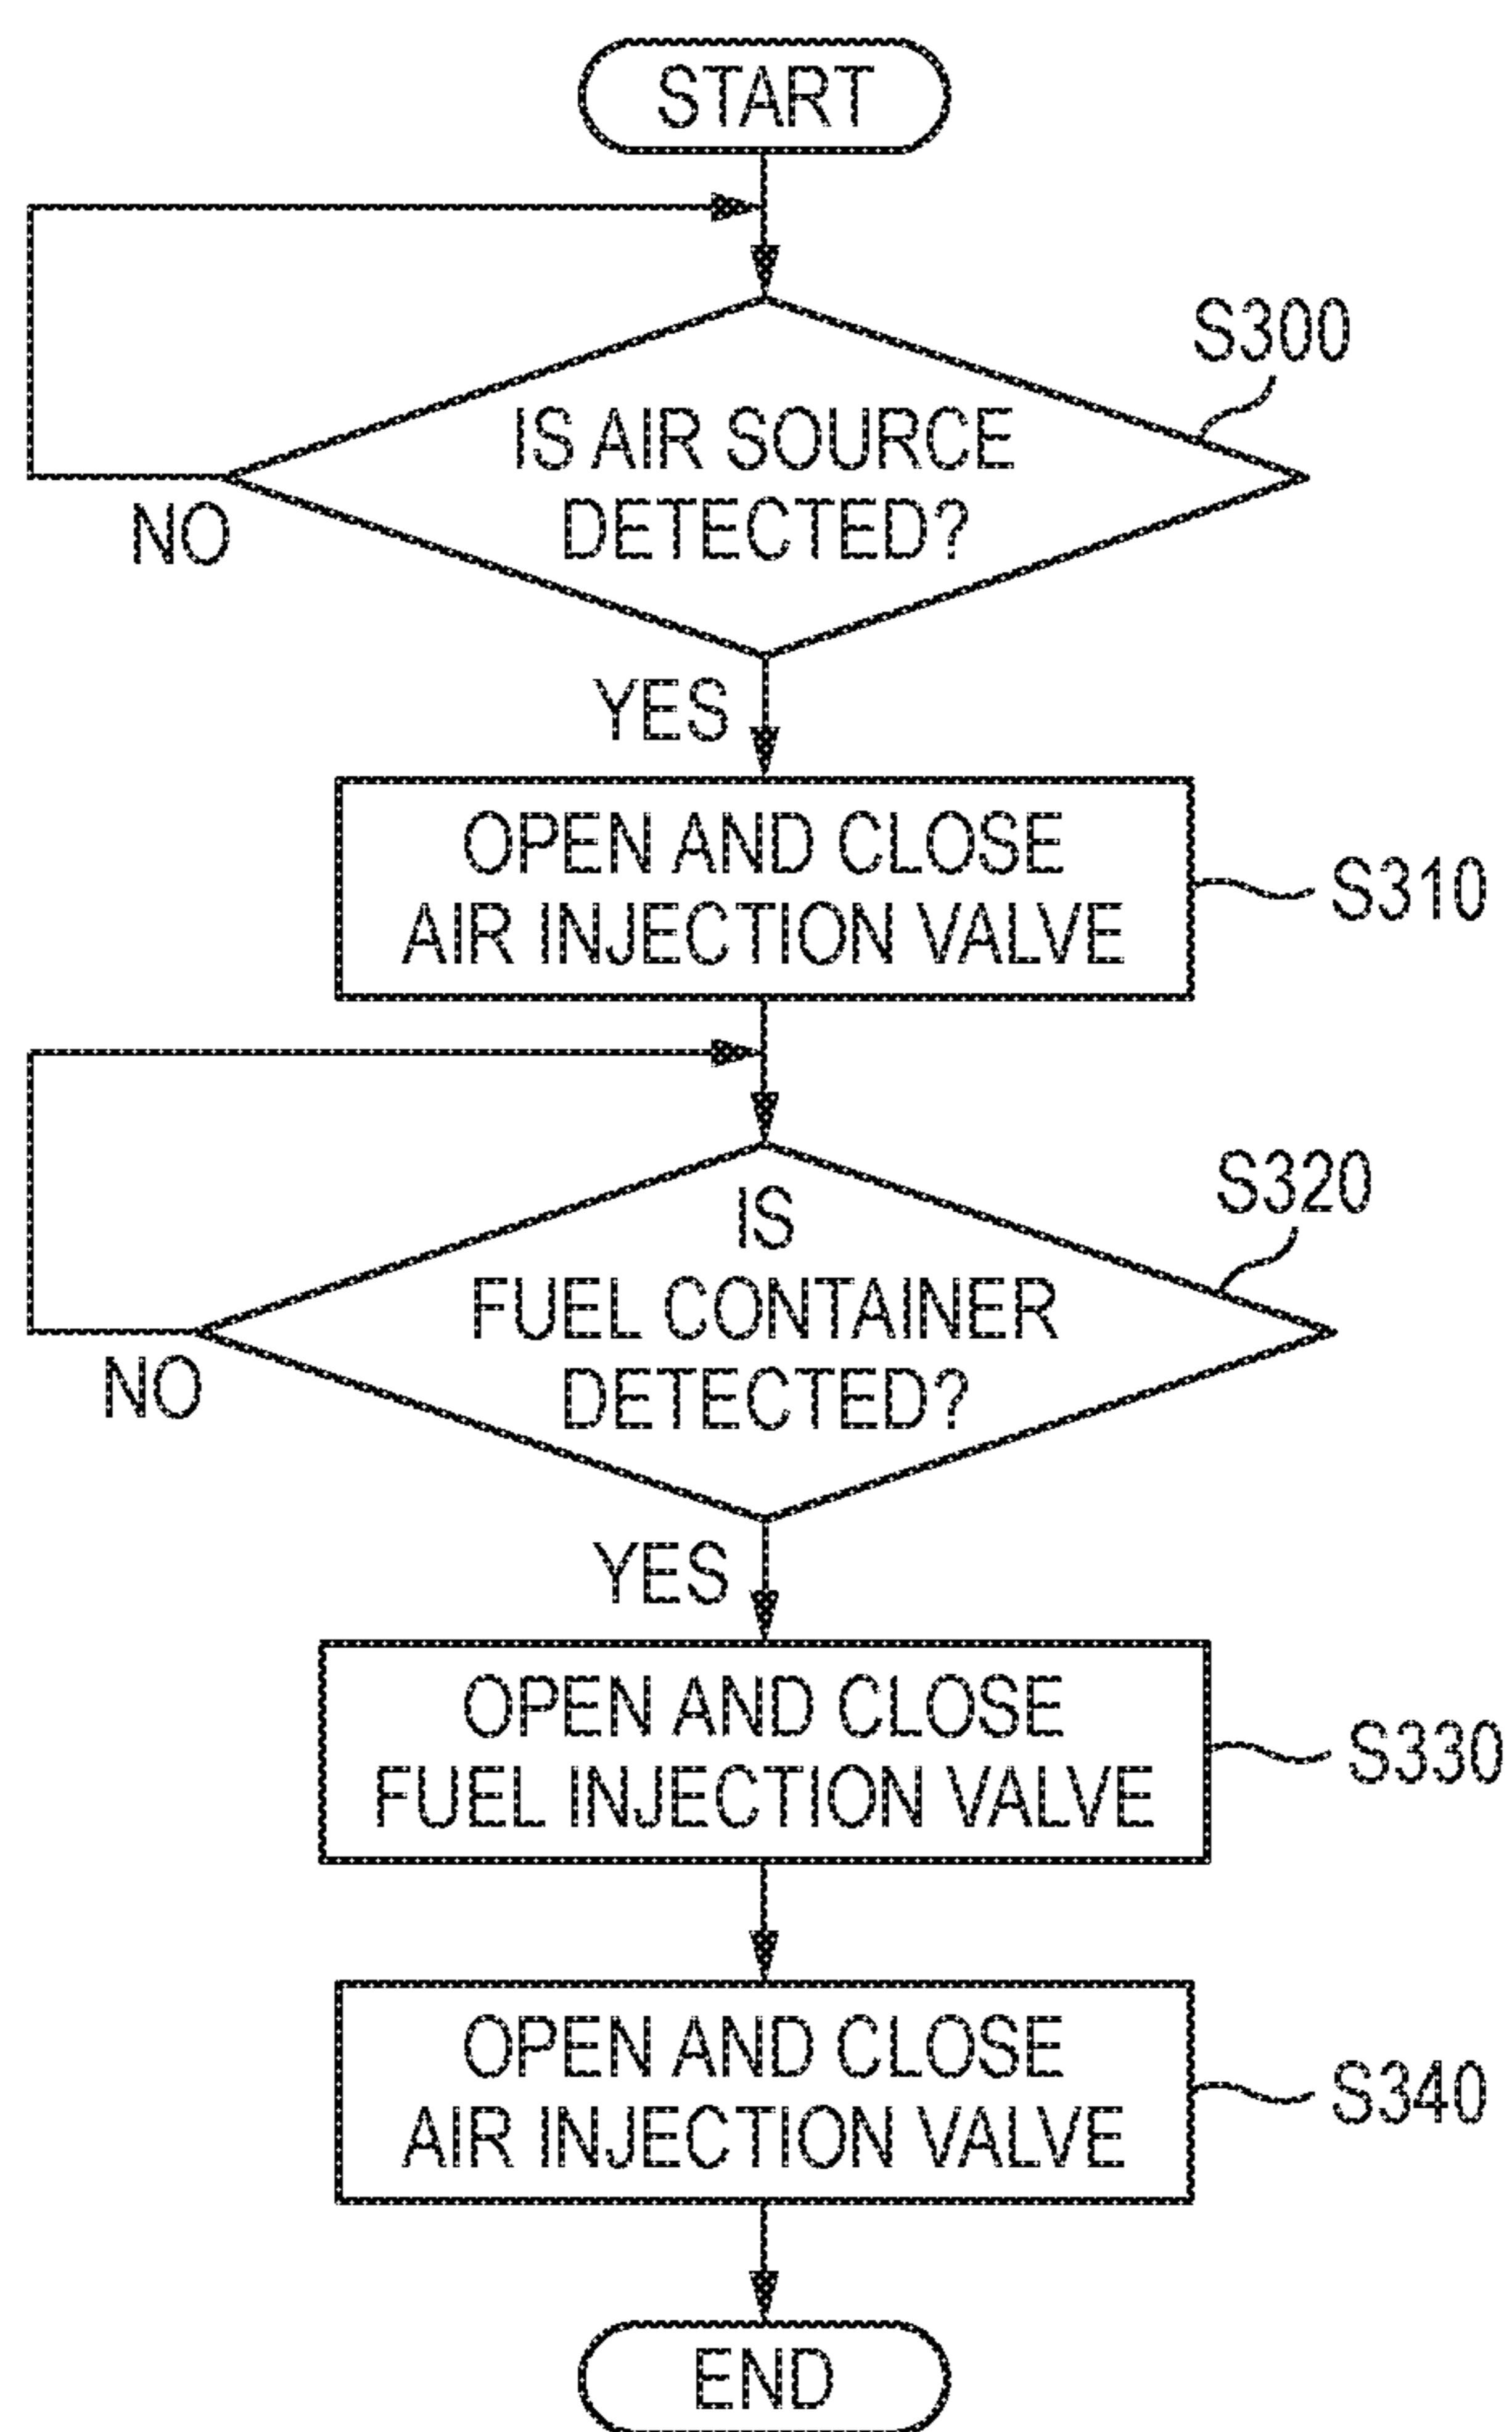 START
S300
IS AIR SOURCE
DETECTED?
NO
YES
OPEN AND CLOSE
AIR INJECTION VALVE
S310
S320
IS
FUEL CONTAINER
DETECTED?
NO
YES
OPEN AND CLOSE
FUEL INJECTION VALVE
S330
OPEN AND CLOSE
AIR INJECTION VALVE
S340
END